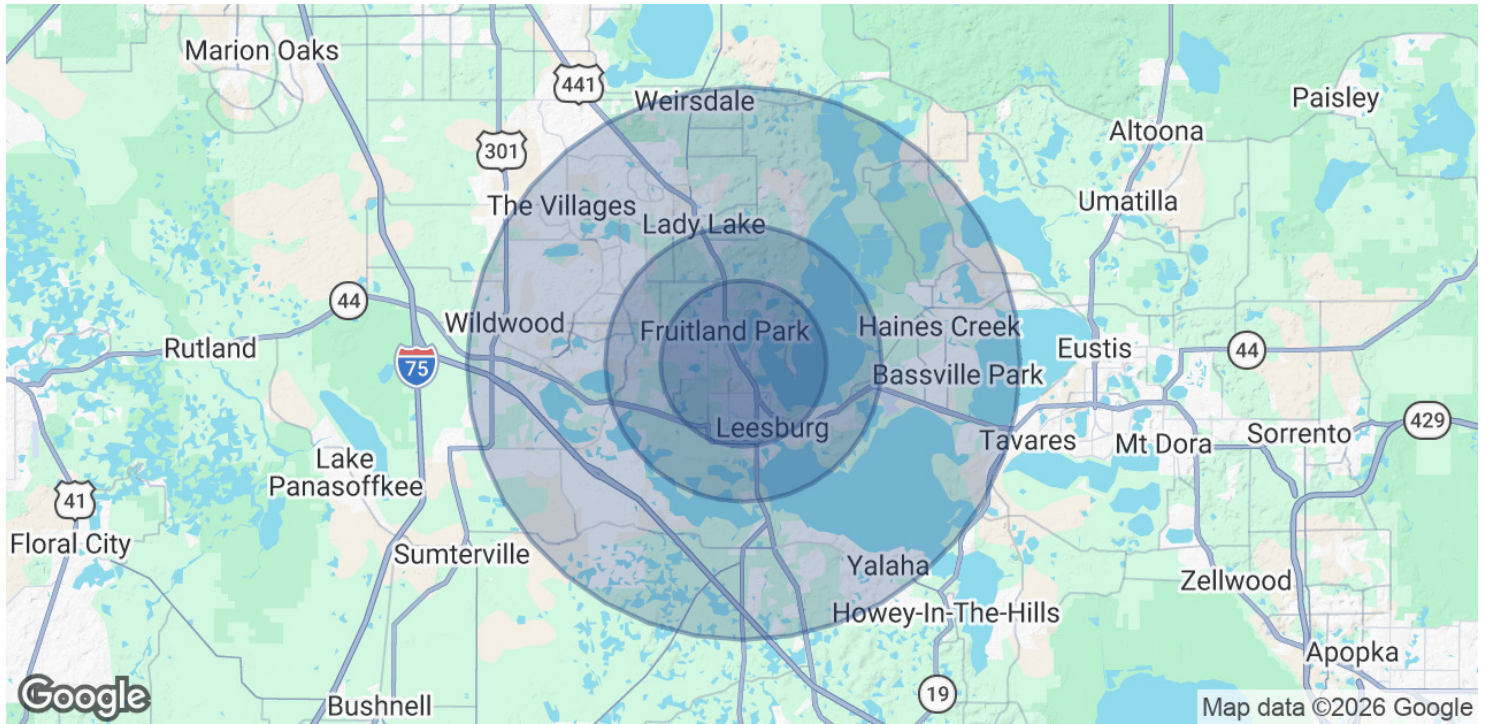 Marion Oaks
441
Weirsdale
Paisley
Altoona
301
Umatilla
The Villages
Lady Lake
44
Wildwood
Fruitland Park
Haines Creek
Rutland
75
Eustis
44
Bassville Park
Leesburg
429
Tavares
Mt Dora
Sorrento
Lake
Panasoffkee
41
Floral City
Sumterville
Yalaha
Zellwood
Howey-In-The-Hills
Apopka
19
Google
Bushnell
Map data ©2026 Google